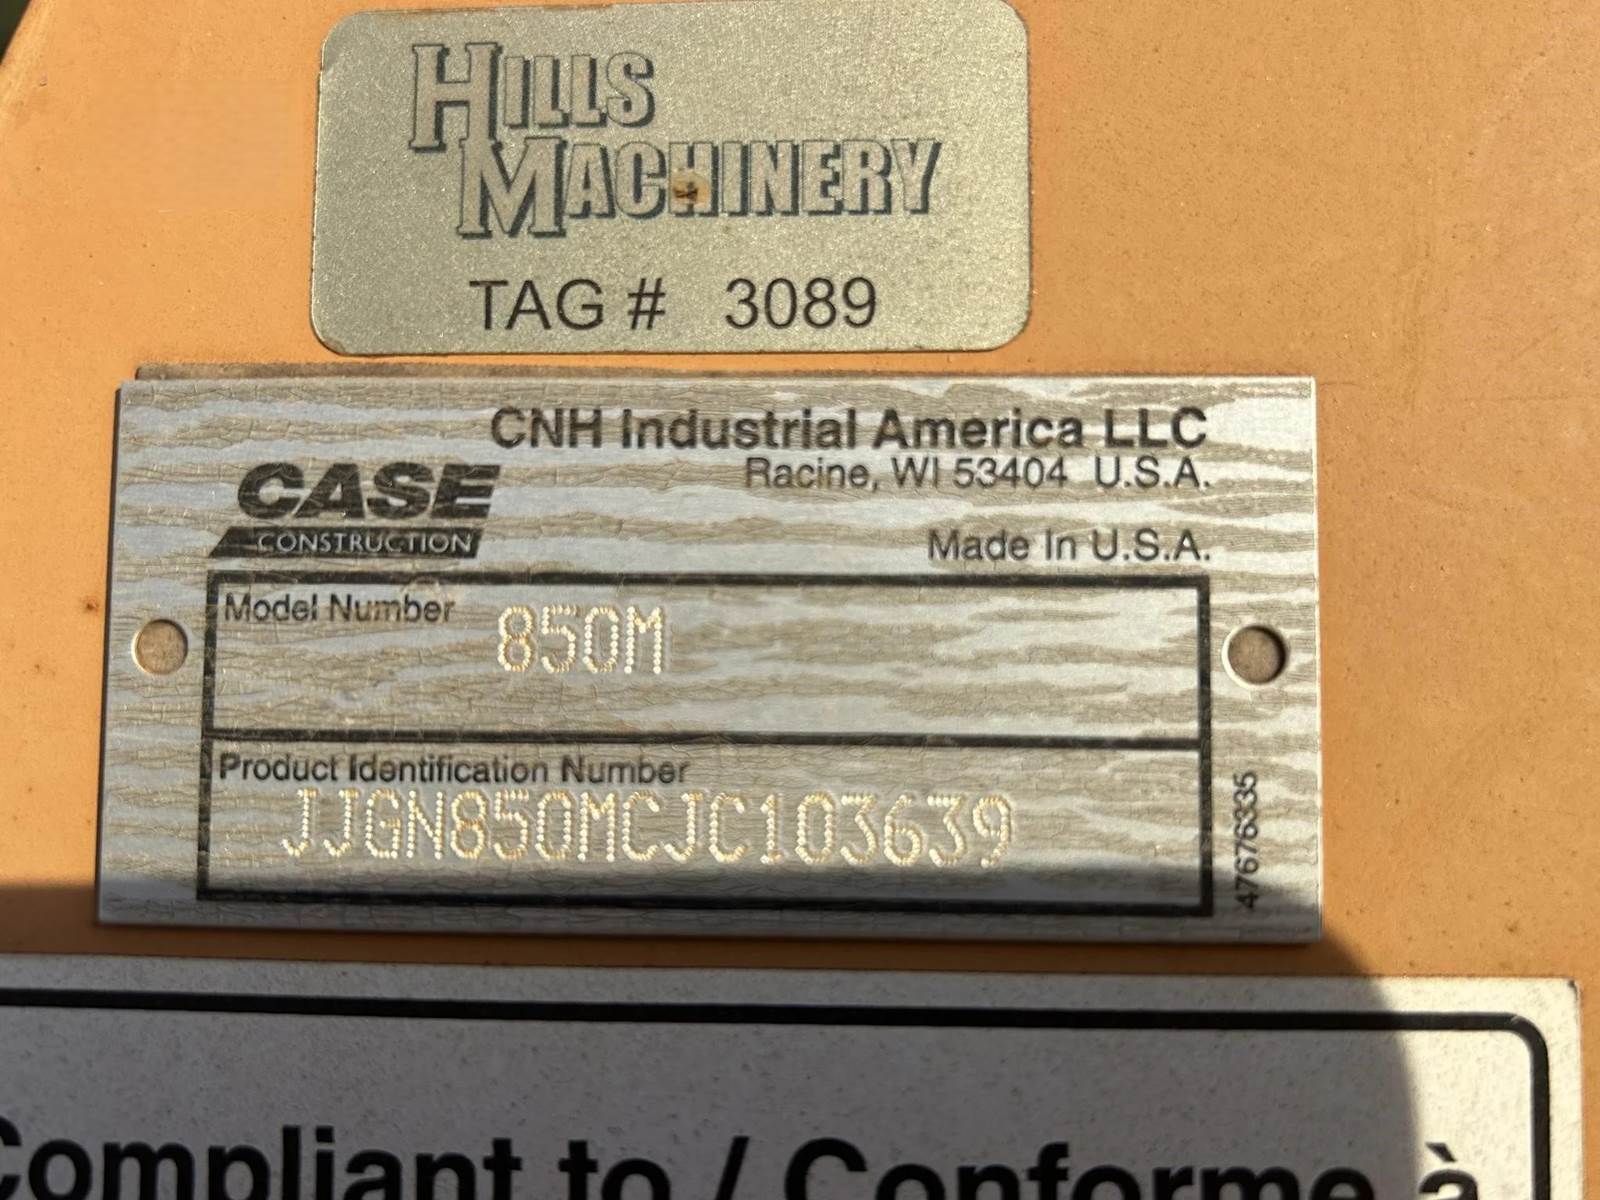 HILLS
MACHINERY
TAG # 3089
CNH Industrial America LLC
Racine, WI 53404 U.S.A.
CASE
CONSTRUCTION
Made In U.S.A.
Model Number 850M
Product Identification Number
JJGN850MCJC103639
47676335
Compliant to / Conforme à